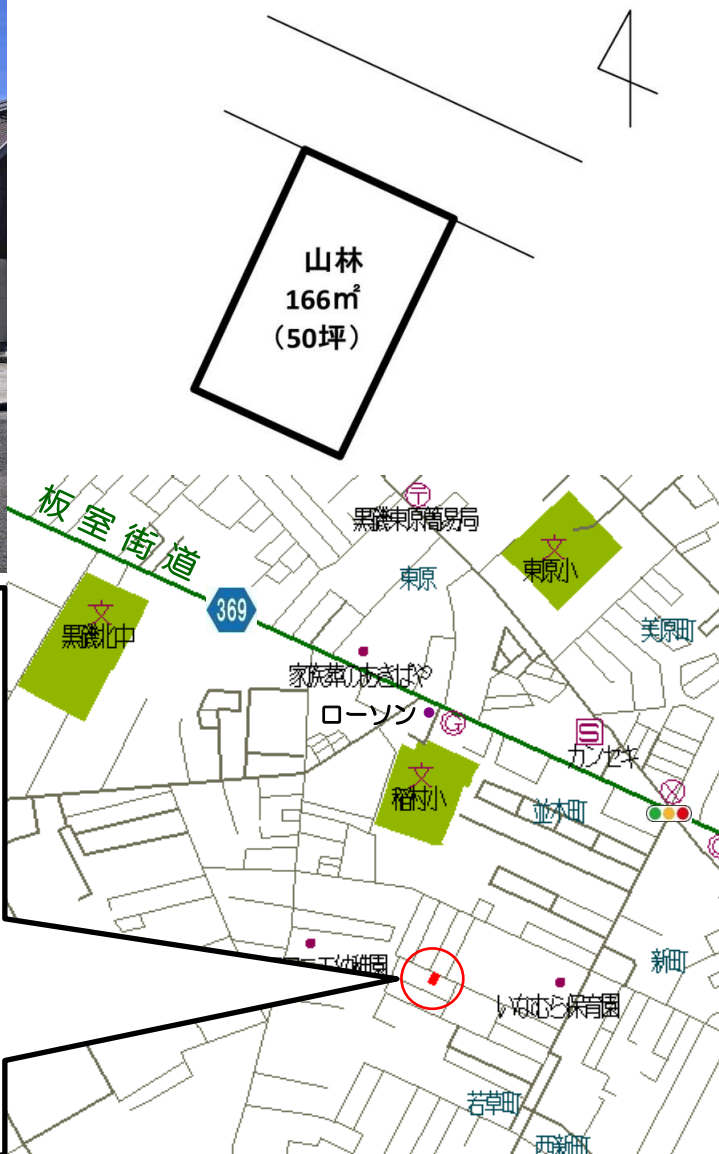 山林
166㎡
（50坪）
板室街道
黒磯東原簡易局
東原小
東原
369
美原町
黒磯北中
家族葬のあきばや
ローソン
G
S
カンセキ
稲村小
並木町
新町
いなむら保育園
若草町
西新町